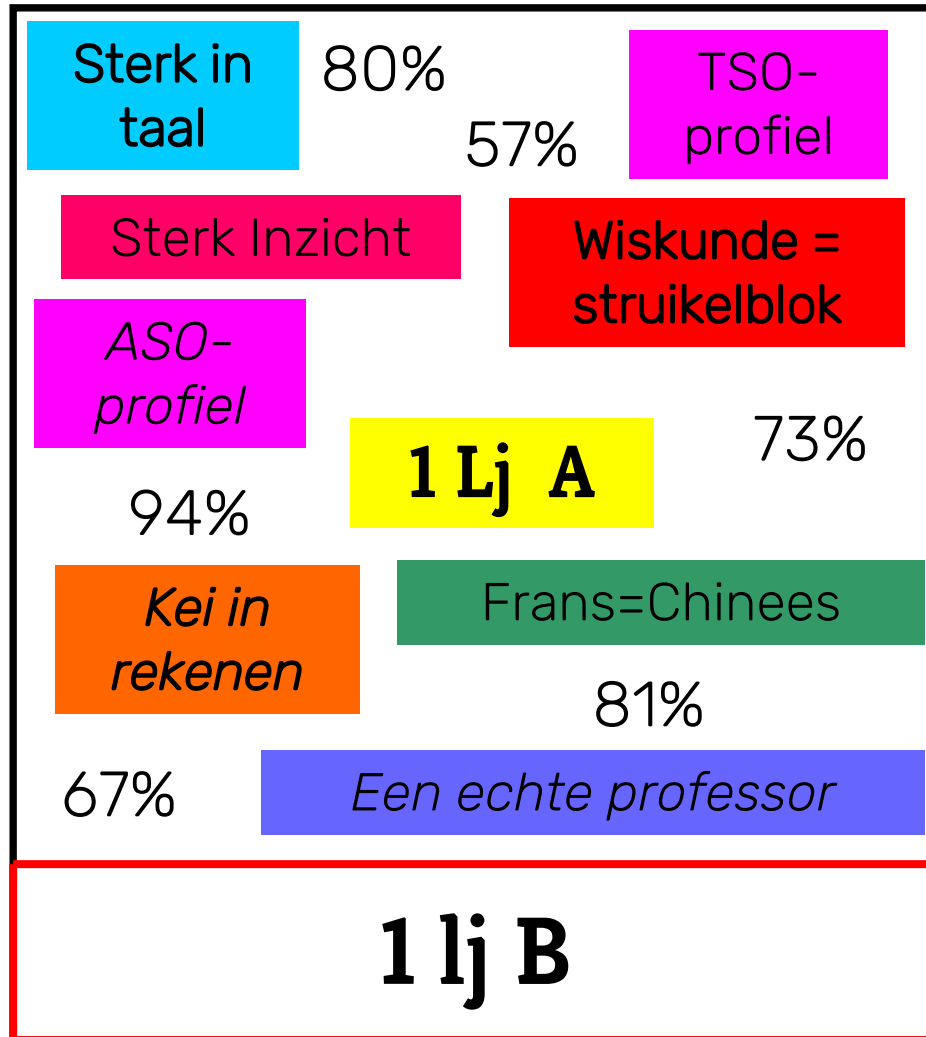 Sterk in
taal
80%
57%
TSO-
profiel
Sterk Inzicht
Wiskunde =
struikelblok
ASO-
profiel
73%
1 Lj A
94%
Kei in
rekenen
Frans=Chinees
81%
67%
Een echte professor
1 lj B